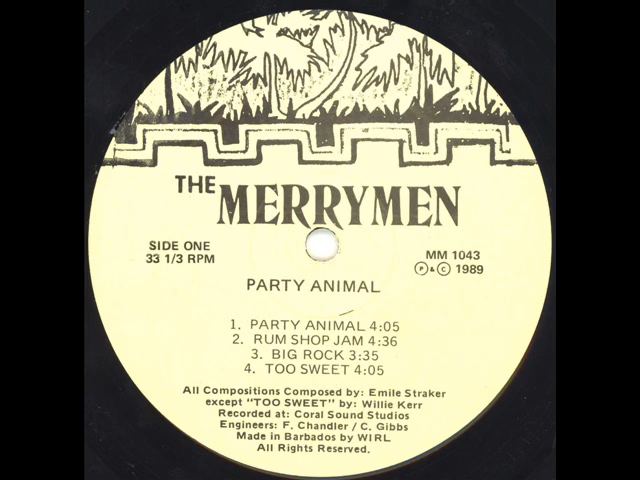 THE MERRYMEN
SIDE ONE
33 1/3 RPM
MM 1043
Ⓟ & © 1989
PARTY ANIMAL
1. PARTY ANIMAL 4:05
2. RUM SHOP JAM 4:36
3. BIG ROCK 3:35
4. TOO SWEET 4:05
All Compositions Composed by: Emile Straker
except "TOO SWEET" by: Willie Kerr
Recorded at: Coral Sound Studios
Engineers: F. Chandler / C. Gibbs
Made in Barbados by WIRL
All Rights Reserved.